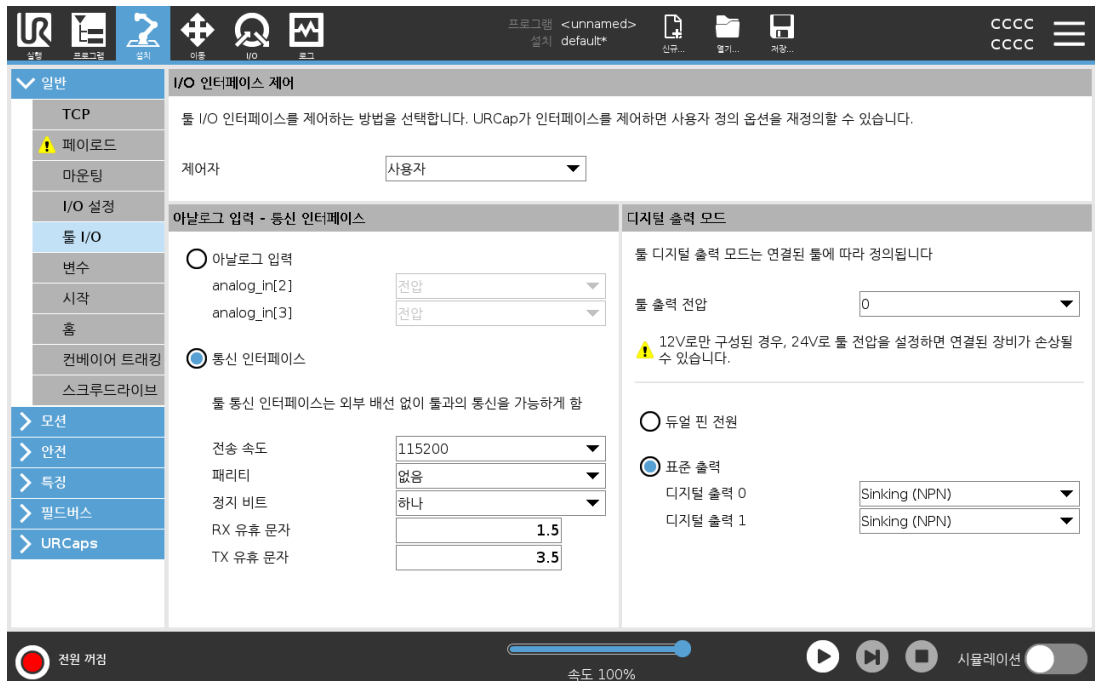 프로그램 <unnamed>
설치 default*
실행 프로그램 설치 이동 I/O 로그
신규... 열기... 저장...
CCCC
CCCC
일반
TCP
페이로드
마운팅
I/O 설정
툴 I/O
변수
시작
홈
컨베이어 트래킹
스크루드라이브
모션
안전
특징
필드버스
URCaps
I/O 인터페이스 제어
툴 I/O 인터페이스를 제어하는 방법을 선택합니다. URCap가 인터페이스를 제어하면 사용자 정의 옵션을 재정의할 수 있습니다.
제어자 사용자
아날로그 입력 - 통신 인터페이스
아날로그 입력
analog_in[2] 전압
analog_in[3] 전압
통신 인터페이스
툴 통신 인터페이스는 외부 배선 없이 툴과의 통신을 가능하게 함
전송 속도 115200
패리티 없음
정지 비트 하나
RX 유휴 문자 1.5
TX 유휴 문자 3.5
디지털 출력 모드
툴 디지털 출력 모드는 연결된 툴에 따라 정의됩니다
툴 출력 전압 0
12V로만 구성된 경우, 24V로 툴 전압을 설정하면 연결된 장비가 손상될
수 있습니다.
듀얼 핀 전원
표준 출력
디지털 출력 0 Sinking (NPN)
디지털 출력 1 Sinking (NPN)
전원 꺼짐
속도 100%
시뮬레이션